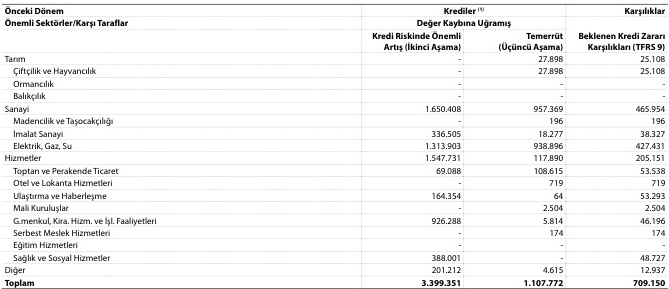 Önceki Dönem Krediler (1) Karşılıklar
Önemli Sektörler/Karşı Taraflar Değer Kaybına Uğramış
Kredi Riskinde Önemli Temerrüt Beklenen Kredi Zararı
Artış (İkinci Aşama) (Üçüncü Aşama) Karşılıkları (TFRS 9)
Tarım - 27.898 25.108
Çiftçilik ve Hayvancılık - 27.898 25.108
Ormancılık - - -
Balıkçılık - - -
Sanayi 1.650.408 957.369 465.954
Madencilik ve Taşocakçılığı - 196 196
İmalat Sanayi 336.505 18.277 38.327
Elektrik, Gaz, Su 1.313.903 938.896 427.431
Hizmetler 1.547.731 117.890 205.151
Toptan ve Perakende Ticaret 69.088 108.615 53.538
Otel ve Lokanta Hizmetleri - 719 719
Ulaştırma ve Haberleşme 164.354 64 53.293
Mali Kuruluşlar - 2.504 2.504
G.menkul, Kira. Hizm. ve İşl. Faaliyetleri 926.288 5.814 46.196
Serbest Meslek Hizmetleri - 174 174
Eğitim Hizmetleri - - -
Sağlık ve Sosyal Hizmetler 388.001 - 48.727
Diğer 201.212 4.615 12.937
Toplam 3.399.351 1.107.772 709.150